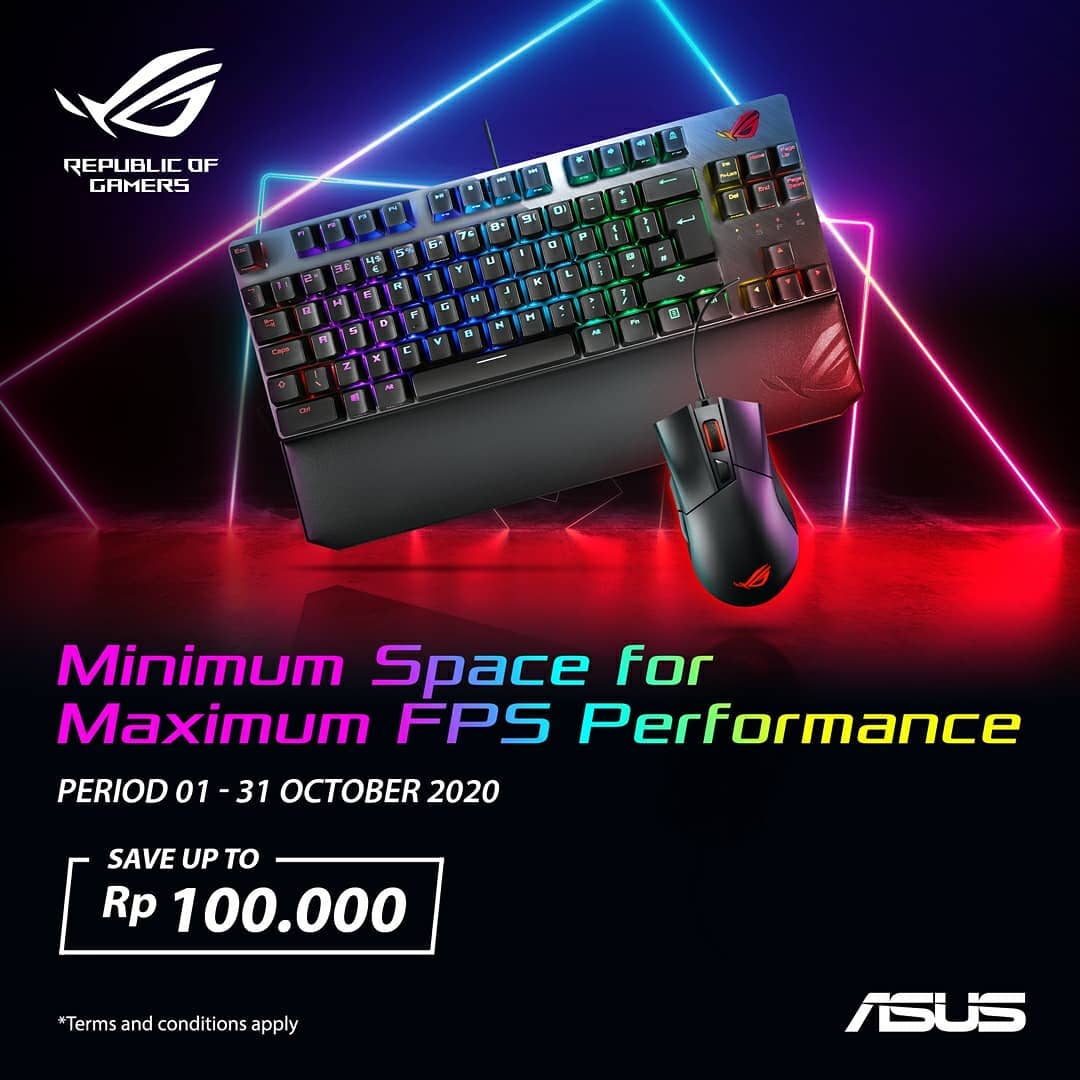 REPUBLIC OF
GAMERS
Minimum Space for
Maximum FPS Performance
PERIOD 01 - 31 OCTOBER 2020
SAVE UP TO
Rp 100.000
*Terms and conditions apply
ASUS